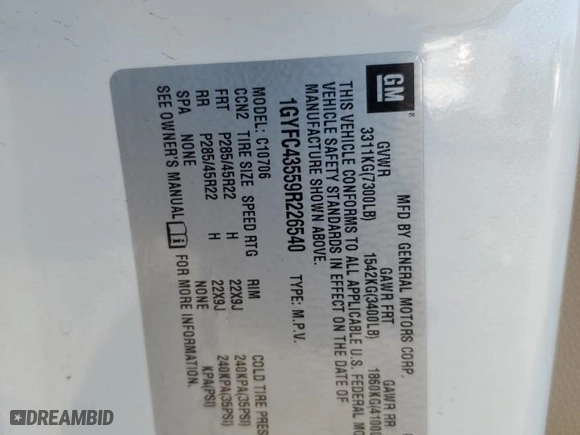 GM ®
MFD BY GENERAL MOTORS CORP.
GVWR GAWR FRT GAWR RR
3311KG(7300LB) 1542KG(3400LB) 1860KG(4100LB
THIS VEHICLE CONFORMS TO ALL APPLICABLE U.S. FEDERAL MO
VEHICLE SAFETY STANDARDS IN EFFECT ON THE DATE OF
MANUFACTURE SHOWN ABOVE.
1GYFC43559R226540 TYPE: M.P.V.
MODEL: C10706
CCN2 TIRE SIZE SPEED RTG RIM COLD TIRE PRES
FRT P285/45R22 H 22X9J 240KPA(35PSI)
RR P285/45R22 H 22X9J 240KPA(35PSI)
SPA NONE NONE KPA(PSI)
SEE OWNER'S MANUAL FOR MORE INFORMATION.
DREAMBID